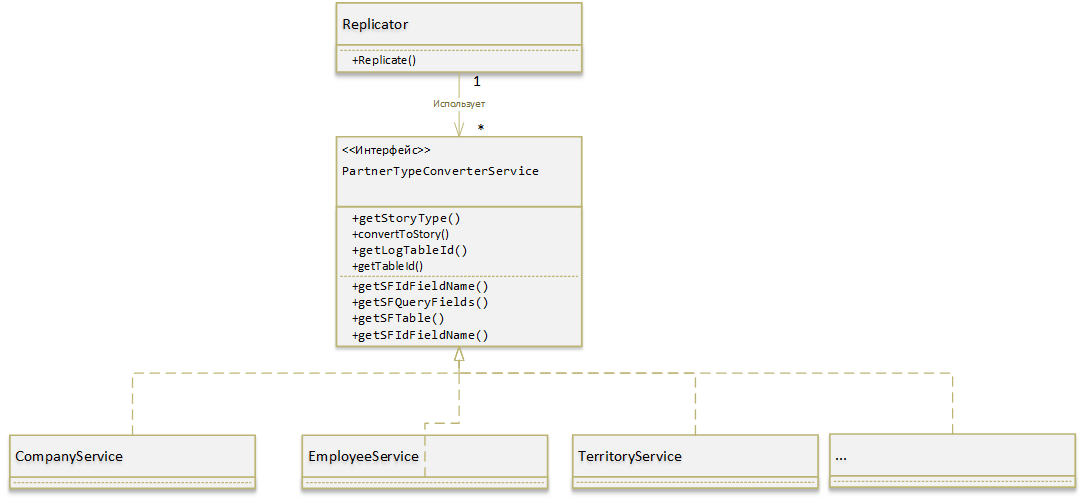 Replicator
+Replicate()
1
Использует
*
<<Интерфейс>>
PartnerTypeConverterService
+getStoryType()
+convertToStory()
+getLogTableId()
+getTableId()
+getSFIdFieldName()
+getSFQueryFields()
+getSFTable()
+getSFIdFieldName()
CompanyService
EmployeeService
TerritoryService
...